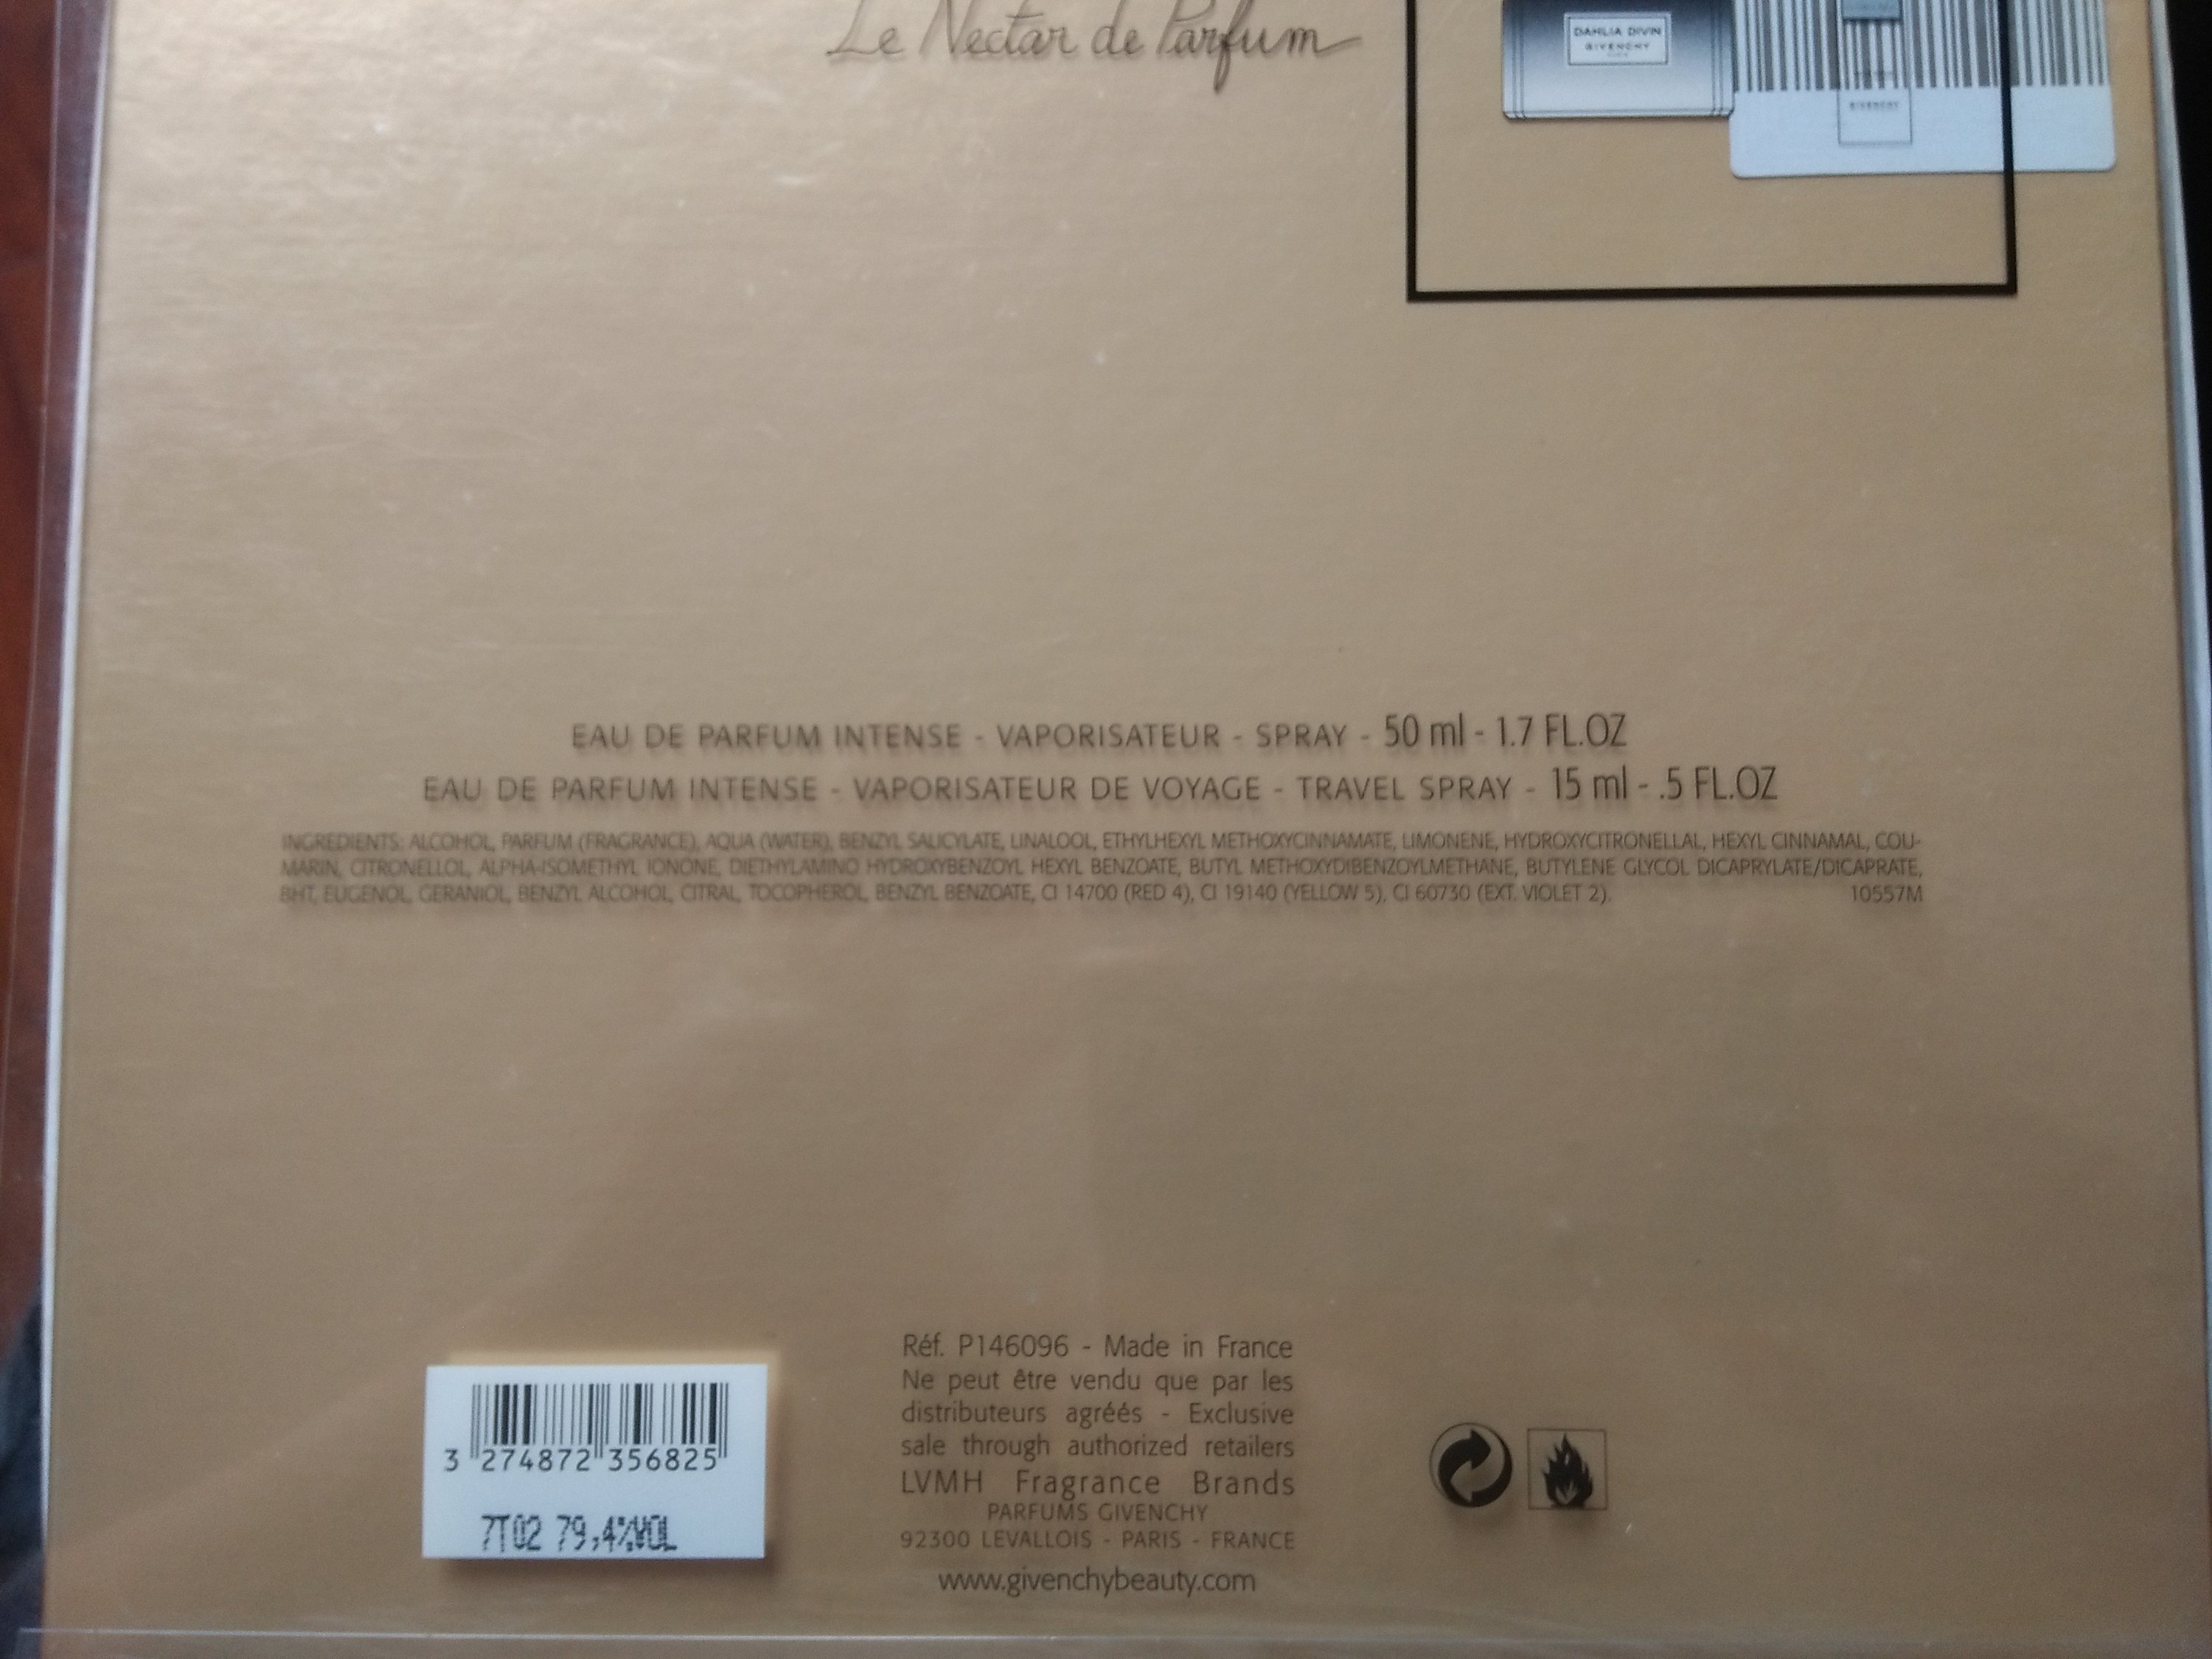 Le Nectar de Parfum
DAHLIA DIVIN
GIVENCHY
GIVENCHY
EAU DE PARFUM INTENSE - VAPORISATEUR - SPRAY - 50 ml - 1.7 FL.OZ
EAU DE PARFUM INTENSE - VAPORISATEUR DE VOYAGE - TRAVEL SPRAY - 15 ml - .5 FL.OZ
INGREDIENTS: ALCOHOL, PARFUM (FRAGRANCE), AQUA (WATER), BENZYL SALICYLATE, LINALOOL, ETHYLHEXYL METHOXYCINNAMATE, LIMONENE, HYDROXYCITRONELLAL, HEXYL CINNAMAL, COU-
MARIN, CITRONELLOL, ALPHA-ISOMETHYL IONONE, DIETHYLAMINO HYDROXYBENZOYL HEXYL BENZOATE, BUTYL METHOXYDIBENZOYLMETHANE, BUTYLENE GLYCOL DICAPRYLATE/DICAPRATE,
BHT, EUGENOL, GERANIOL, BENZYL ALCOHOL, CITRAL, TOCOPHEROL, BENZYL BENZOATE, CI 14700 (RED 4), CI 19140 (YELLOW 5), CI 60730 (EXT. VIOLET 2). 10557M
3 274872 356825
7T02 79,4%VOL
Réf. P146096 - Made in France
Ne peut être vendu que par les
distributeurs agréés - Exclusive
sale through authorized retailers
LVMH Fragrance Brands
PARFUMS GIVENCHY
92300 LEVALLOIS - PARIS - FRANCE
www.givenchybeauty.com